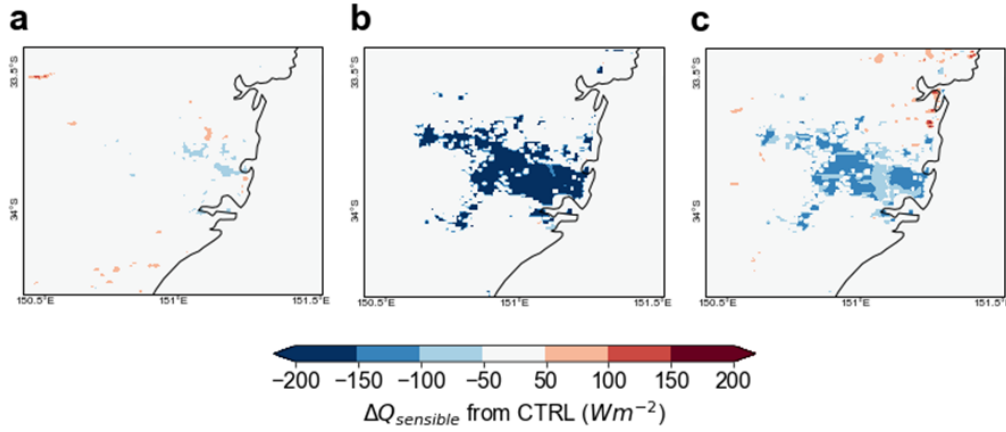 a b c
33.5°S 33.5°S 33.5°S
34°S 34°S 34°S
150.5°E 151°E 151.5°E 150.5°E 151°E 151.5°E 150.5°E 151°E 151.5°E
−200 −150 −100 −50 50 100 150 200
ΔQsensible from CTRL (Wm−2)